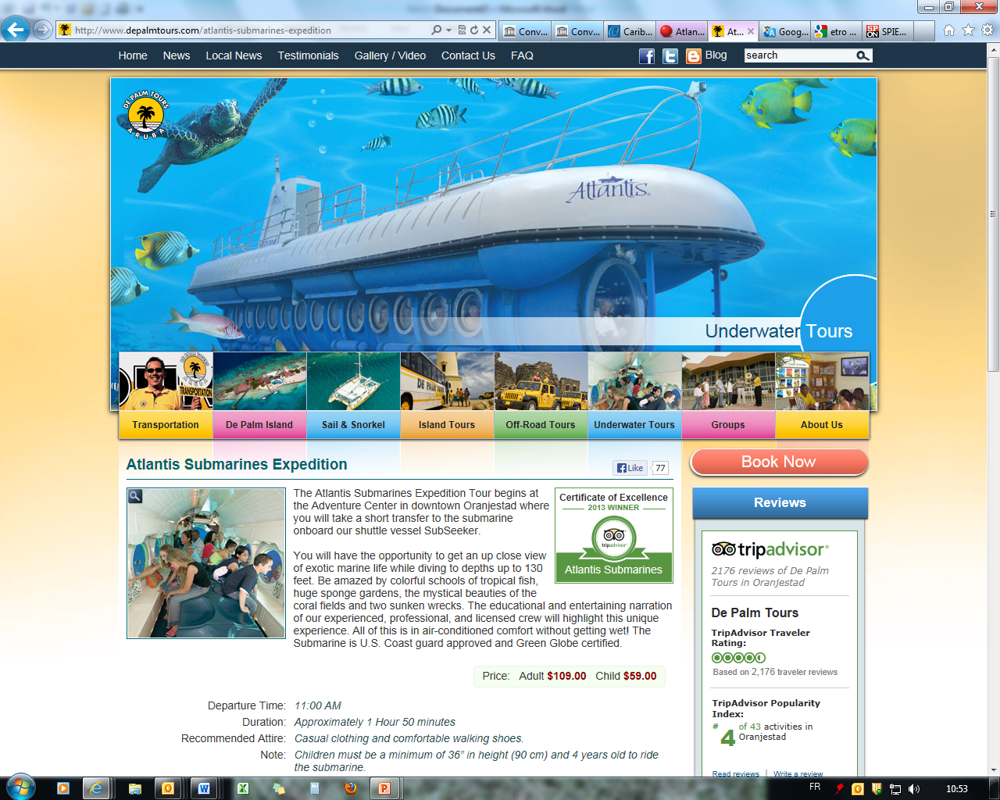 http://www.depalmtours.com/atlantis-submarines-expedition
Conv...
Conv...
Carib...
Atlan...
At...
Goog...
etro ...
SPIE...
Home
News
Local News
Testimonials
Gallery / Video
Contact Us
FAQ
Blog
search
DE PALM TOURS
ARUBA
Atlantis
Underwater Tours
Transportation
De Palm Island
Sail & Snorkel
Island Tours
Off-Road Tours
Underwater Tours
Groups
About Us
Atlantis Submarines Expedition
Like
77
Book Now
The Atlantis Submarines Expedition Tour begins at
the Adventure Center in downtown Oranjestad where
you will take a short transfer to the submarine
onboard our shuttle vessel SubSeeker.
You will have the opportunity to get an up close view
of exotic marine life while diving to depths up to 130
feet. Be amazed by colorful schools of tropical fish,
huge sponge gardens, the mystical beauties of the
coral fields and two sunken wrecks. The educational and entertaining narration
of our experienced, professional, and licensed crew will highlight this unique
experience. All of this is in air-conditioned comfort without getting wet! The
Submarine is U.S. Coast guard approved and Green Globe certified.
Certificate of Excellence
2013 WINNER
tripadvisor
Atlantis Submarines
Price: Adult $109.00 Child $59.00
Departure Time: 11:00 AM
Duration: Approximately 1 Hour 50 minutes
Recommended Attire: Casual clothing and comfortable walking shoes.
Note: Children must be a minimum of 36” in height (90 cm) and 4 years old to ride
the submarine.
Reviews
tripadvisor
2176 reviews of De Palm
Tours in Oranjestad
De Palm Tours
TripAdvisor Traveler
Rating:
Based on 2,176 traveler reviews
TripAdvisor Popularity
Index:
#4 of 43 activities in
Oranjestad
Read reviews | Write a review
FR
10:53